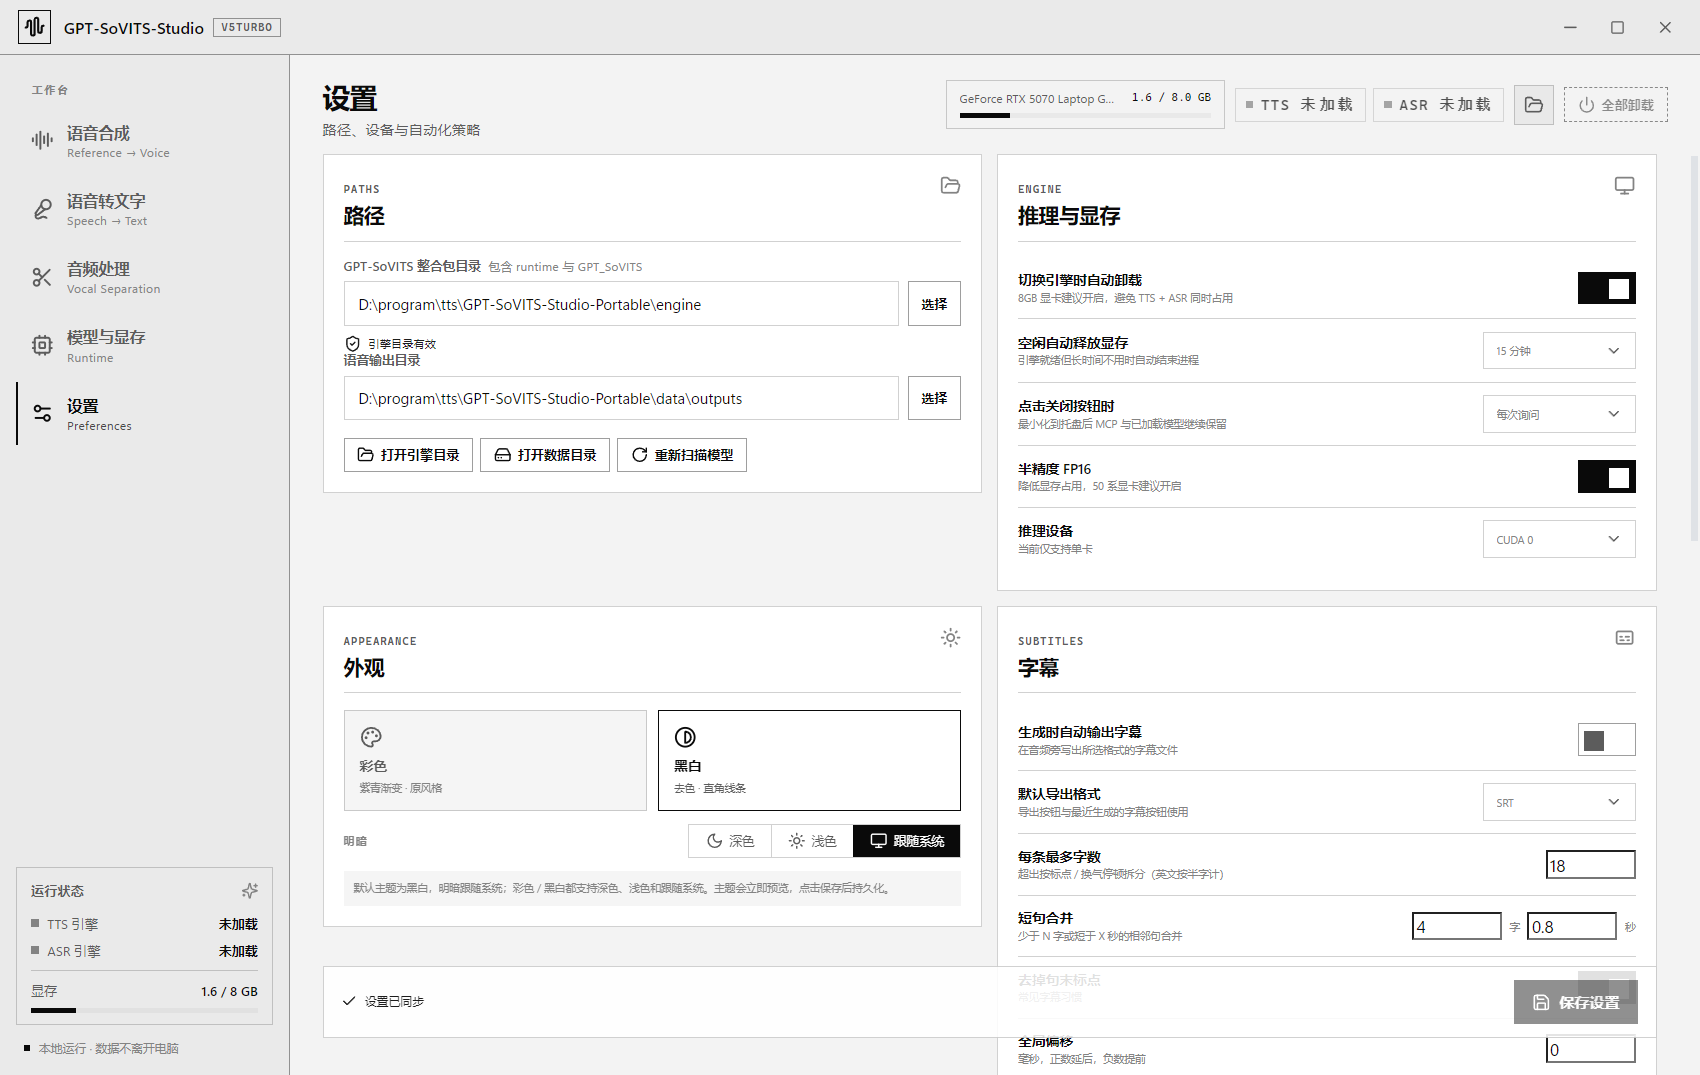 GPT-SoVITS-Studio
V5TURBO
工作台
语音合成
Reference → Voice
语音转文字
Speech → Text
音频处理
Vocal Separation
模型与显存
Runtime
设置
Preferences
运行状态
TTS 引擎 未加载
ASR 引擎 未加载
显存 1.6 / 8 GB
本地运行 · 数据不离开电脑
设置
路径、设备与自动化策略
GeForce RTX 5070 Laptop G... 1.6 / 8.0 GB
TTS 未加载
ASR 未加载
全部卸载
PATHS
路径
GPT-SoVITS 整合包目录 包含 runtime 与 GPT_SoVITS
D:\program\tts\GPT-SoVITS-Studio-Portable\engine
选择
引擎目录有效
语音输出目录
D:\program\tts\GPT-SoVITS-Studio-Portable\data\outputs
选择
打开引擎目录
打开数据目录
重新扫描模型
ENGINE
推理与显存
切换引擎时自动卸载
8GB 显卡建议开启，避免 TTS + ASR 同时占用
空闲自动释放显存
引擎就绪但长时间不用时自动结束进程
15 分钟
点击关闭按钮时
最小化到托盘后 MCP 与已加载模型继续保留
每次询问
半精度 FP16
降低显存占用，50 系显卡建议开启
推理设备
当前仅支持单卡
CUDA 0
APPEARANCE
外观
彩色
紫青渐变 · 原风格
黑白
去色 · 直角线条
明暗
深色
浅色
跟随系统
默认主题为黑白，明暗跟随系统；彩色 / 黑白都支持深色、浅色和跟随系统。主题会立即预览，点击保存后持久化。
SUBTITLES
字幕
生成时自动输出字幕
在音频旁写出所选格式的字幕文件
默认导出格式
导出按钮与最近生成的字幕按钮使用
SRT
每条最多字数
超出按标点 / 换气停顿拆分（英文按半字计）
18
短句合并
少于 N 字或短于 X 秒的相邻句合并
4 字 0.8 秒
去掉句末标点
常见字幕习惯
设置已同步
保存设置
全局偏移
毫秒，正数延后，负数提前
0